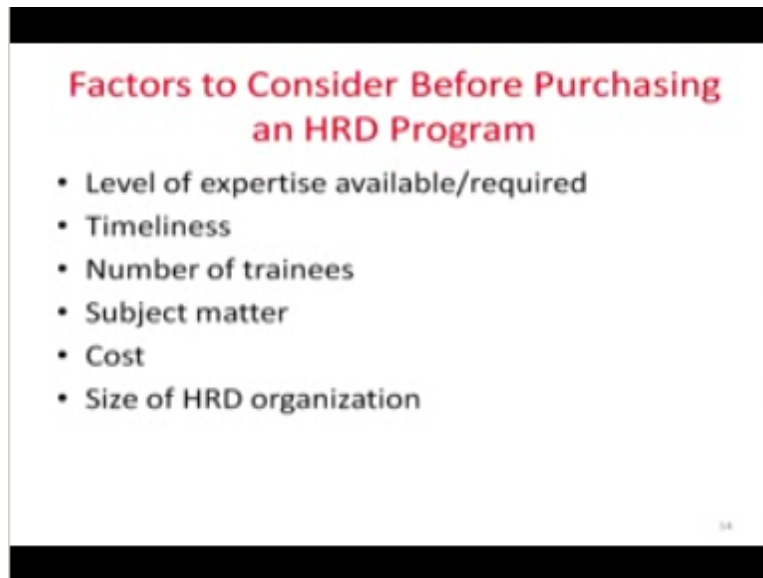 Factors to Consider Before Purchasing
an HRD Program
• Level of expertise available/required
• Timeliness
• Number of trainees
• Subject matter
• Cost
• Size of HRD organization